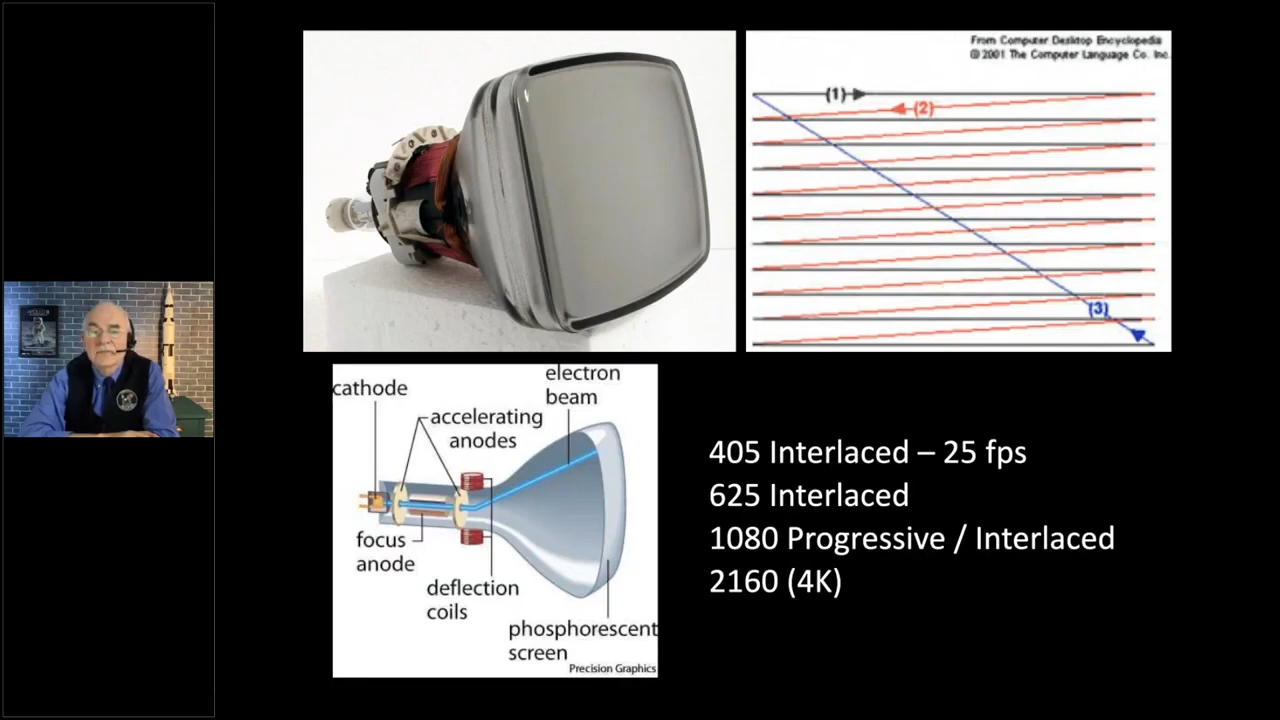 From Computer Desktop Encyclopedia
@ 2001 The Computer Language Co. Inc.
(1)
(2)
(3)
cathode
electron
beam
accelerating
anodes
focus
anode
deflection
coils
phosphorescent
screen
Precision Graphics
405 Interlaced – 25 fps
625 Interlaced
1080 Progressive / Interlaced
2160 (4K)